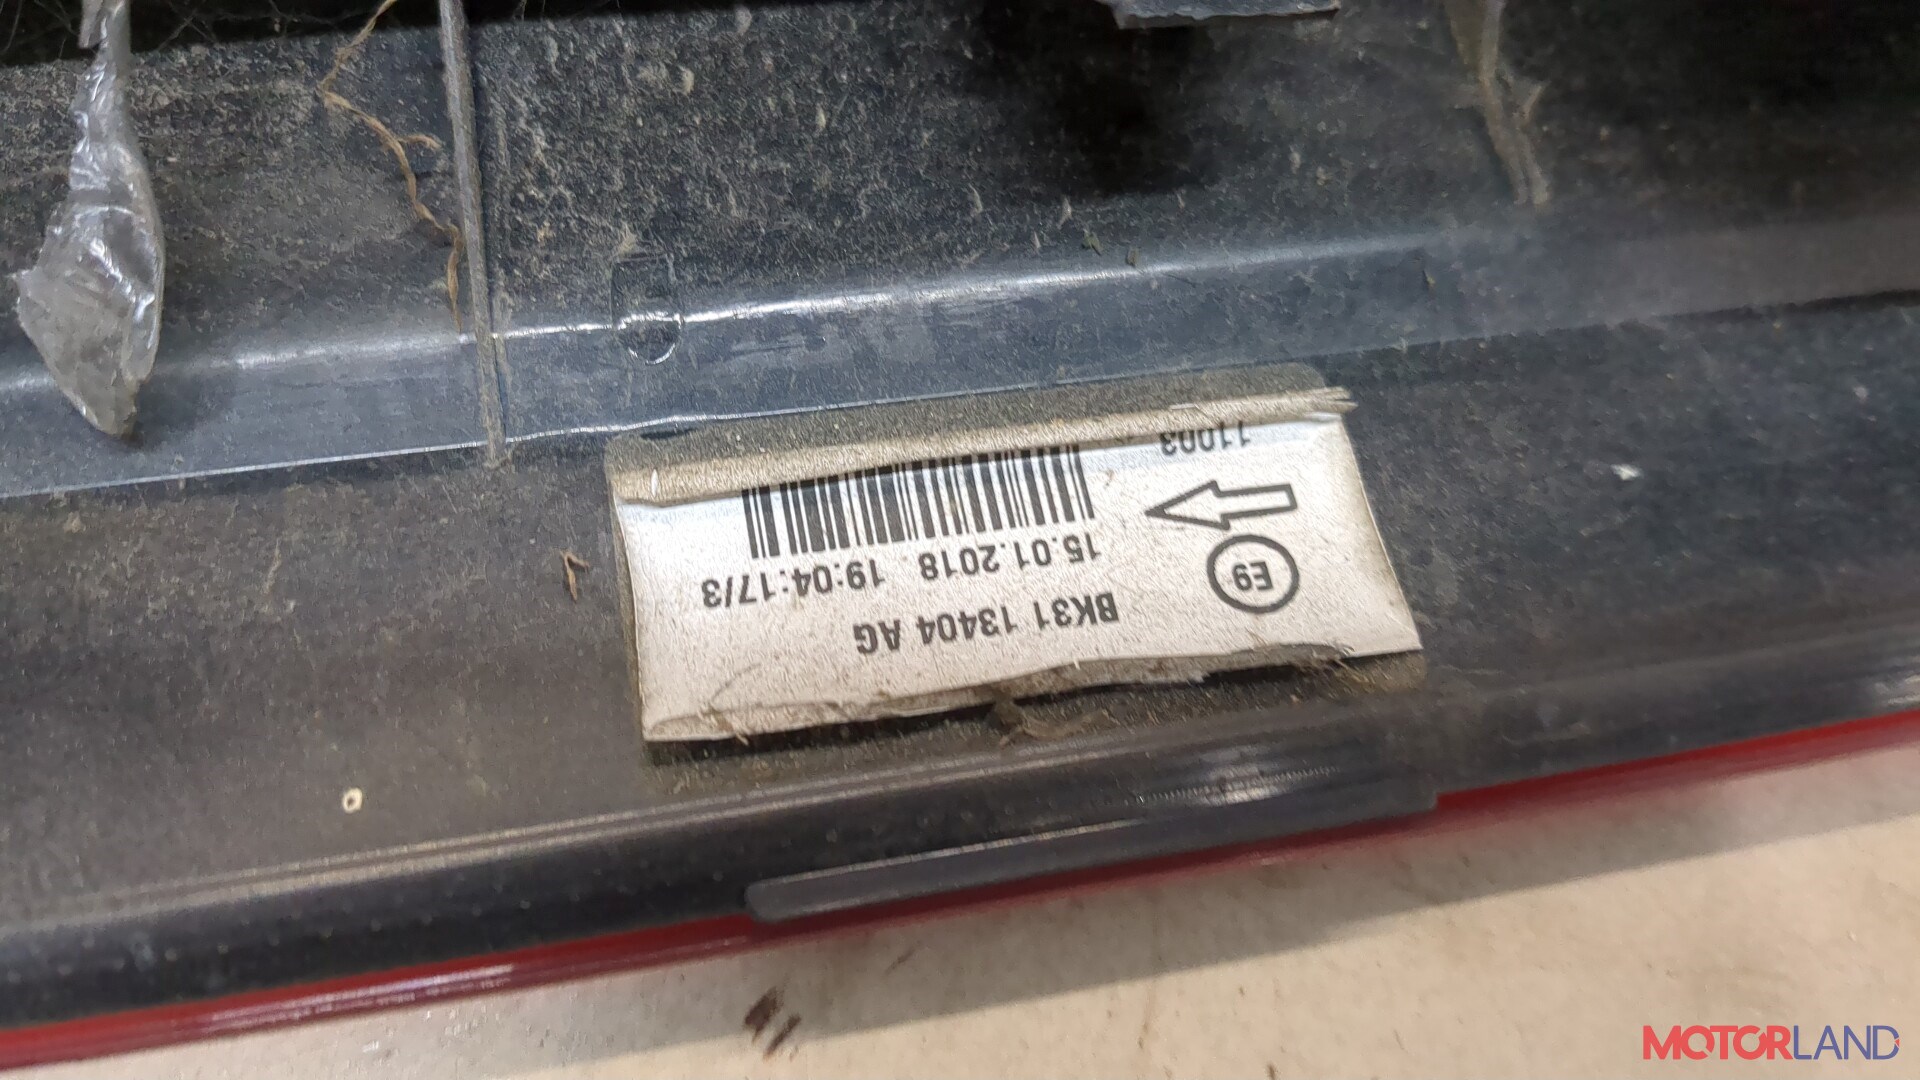 BK31 13404 AG
15.01.2018 19:04:17/3
E9
11003
MOTORLAND